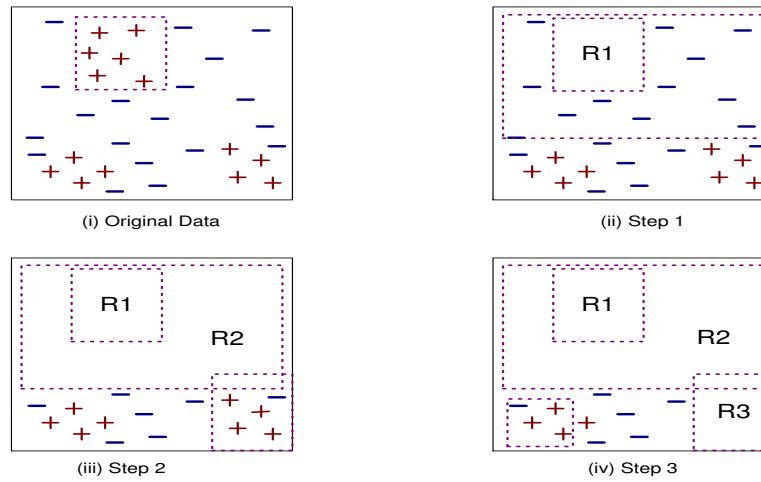 R1
(i) Original Data
(ii) Step 1
R1
R2
(iii) Step 2
R1
R2
R3
(iv) Step 3